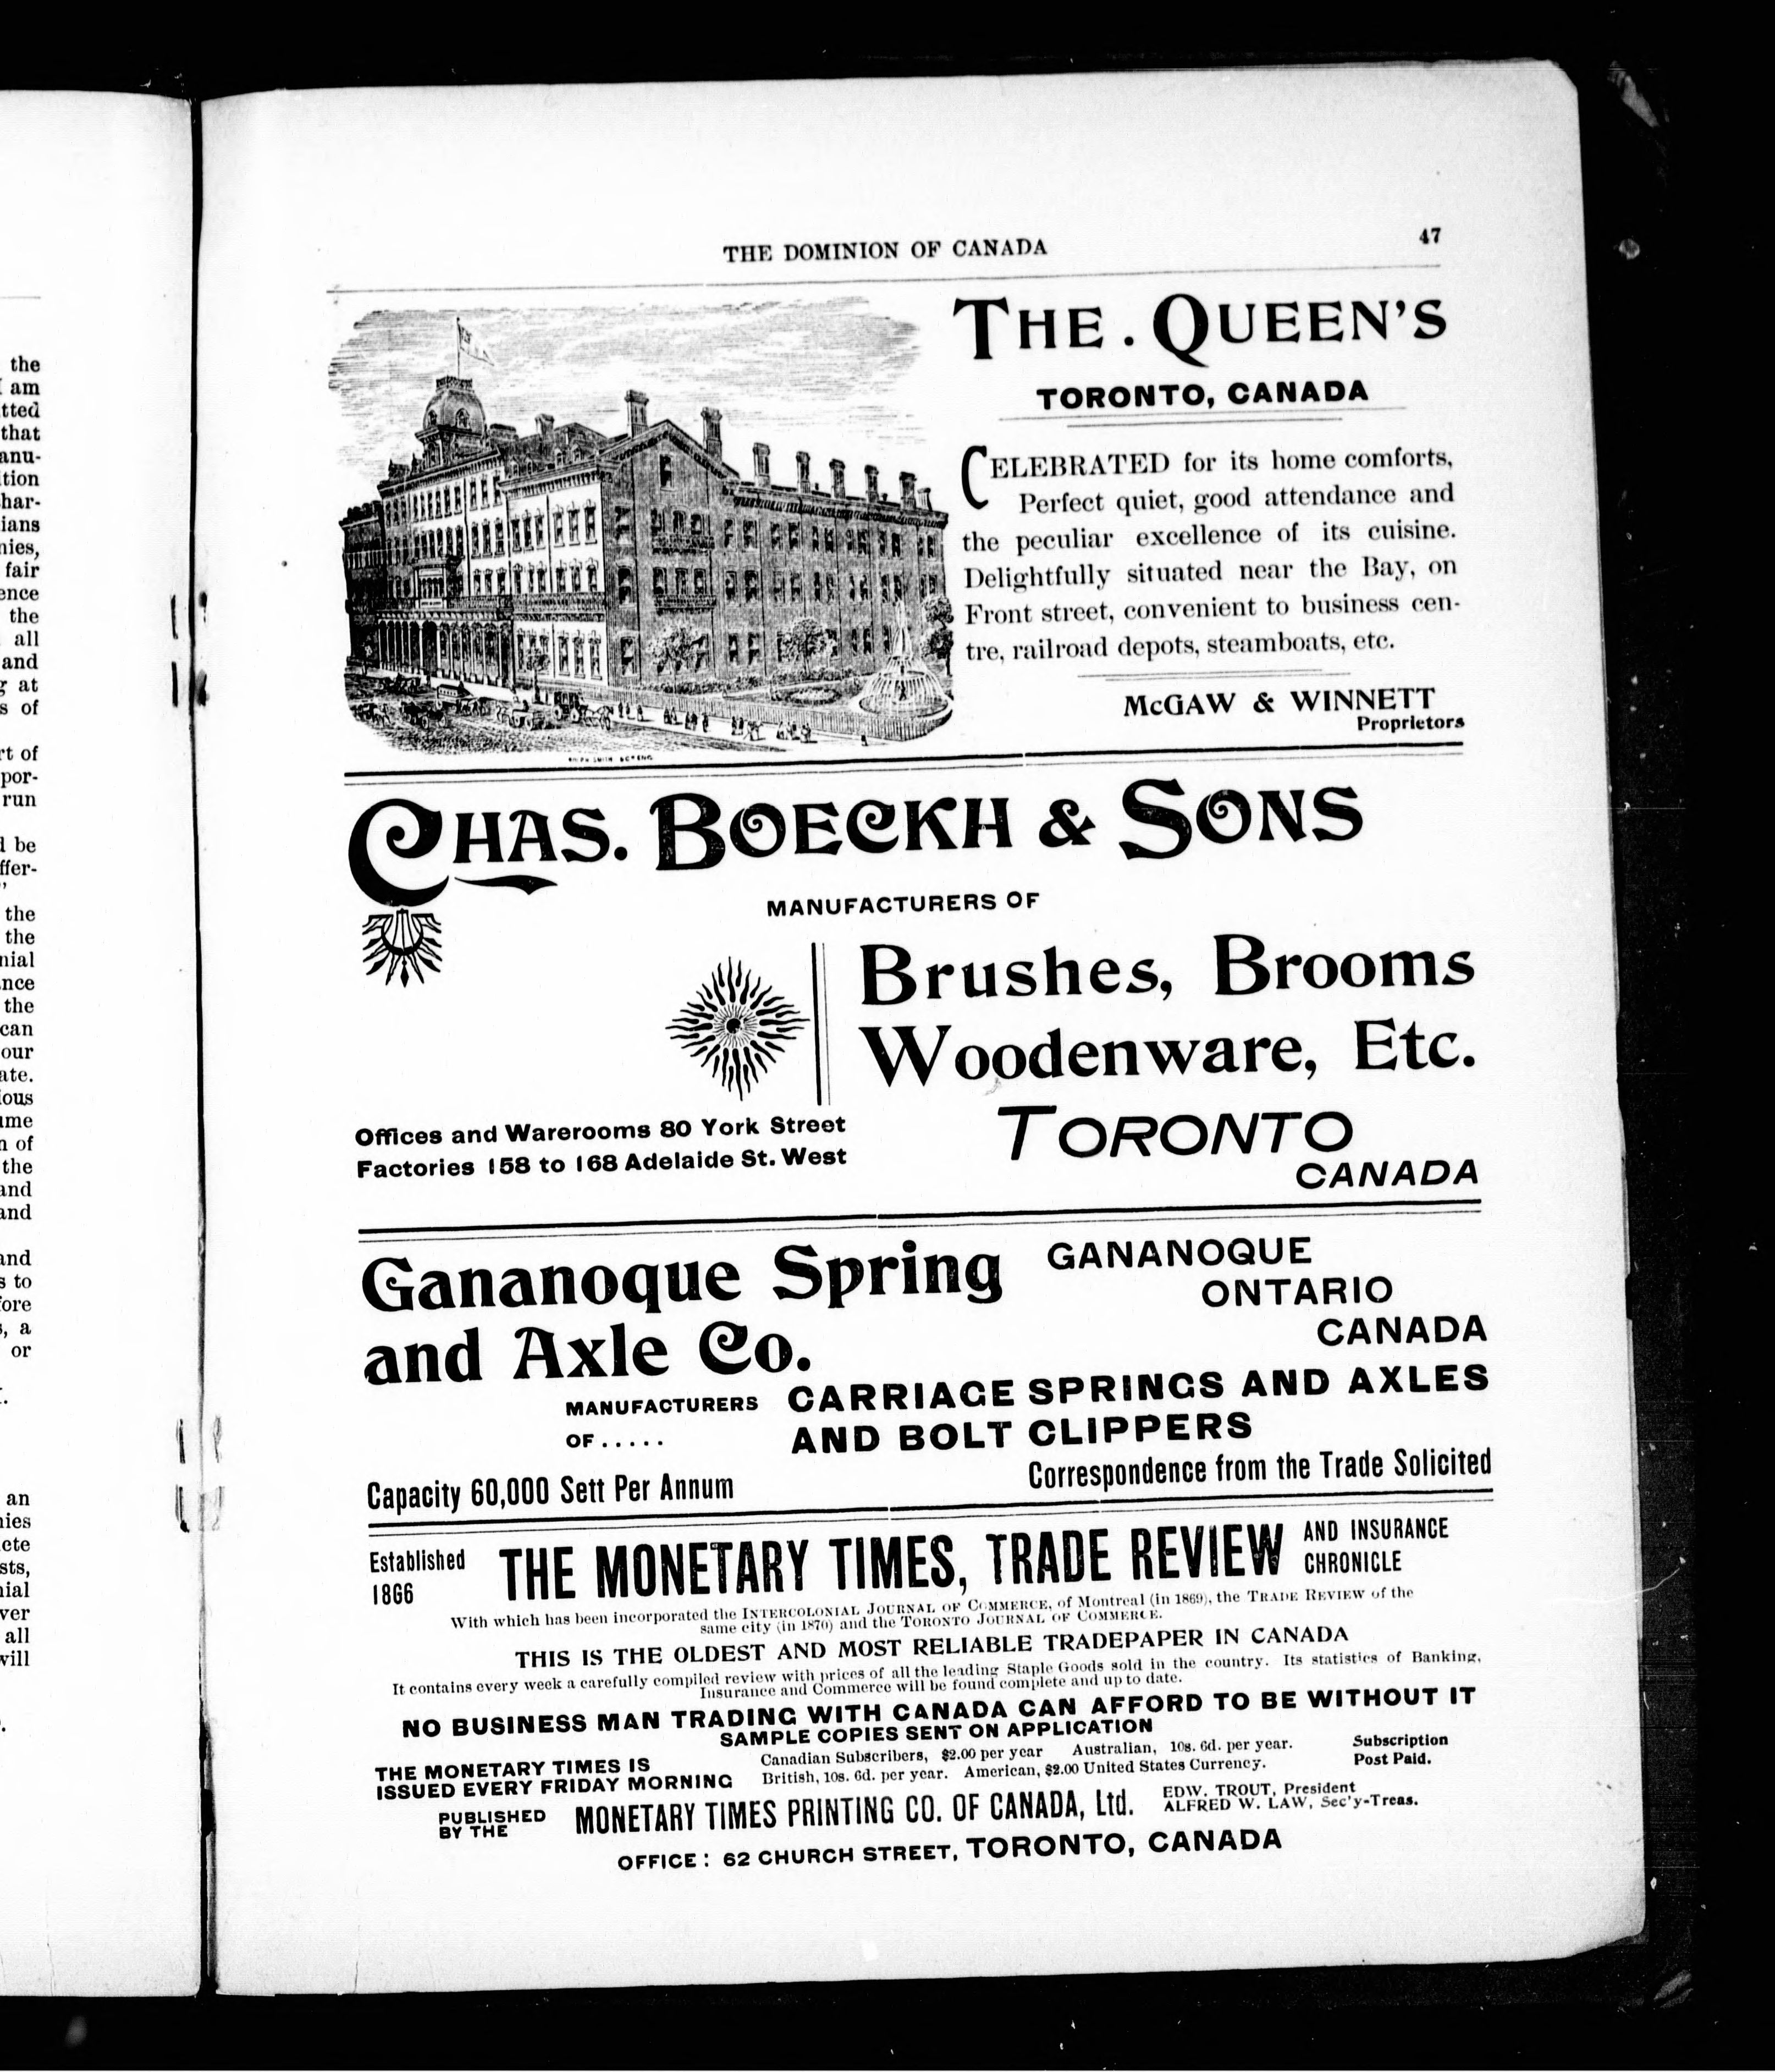 THE DOMINION OF CANADA
47
THE . QUEEN'S
TORONTO, CANADA
CELEBRATED for its home comforts,
Perfect quiet, good attendance and
the peculiar excellence of its cuisine.
Delightfully situated near the Bay, on
Front street, convenient to business cen-
tre, railroad depots, steamboats, etc.
McGAW & WINNETT
Proprietors
CHAS. BOECKH & SONS
MANUFACTURERS OF
Brushes, Brooms
Woodenware, Etc.
Offices and Warerooms 80 York Street
Factories 158 to 168 Adelaide St. West
TORONTO
CANADA
Gananoque Spring
and Axle Co.
GANANOQUE
ONTARIO
CANADA
MANUFACTURERS
OF.....
CARRIAGE SPRINGS AND AXLES
AND BOLT CLIPPERS
Capacity 60,000 Sett Per Annum
Correspondence from the Trade Solicited
Established
1866
THE MONETARY TIMES, TRADE REVIEW
AND INSURANCE
CHRONICLE
With which has been incorporated the INTERCOLONIAL JOURNAL OF COMMERCE, of Montreal (in 1869), the TRADE REVIEW of the
same city (in 1870) and the TORONTO JOURNAL OF COMMERCE.
THIS IS THE OLDEST AND MOST RELIABLE TRADEPAPER IN CANADA
It contains every week a carefully compiled review with prices of all the leading Staple Goods sold in the country. Its statistics of Banking,
Insurance and Commerce will be found complete and up to date.
NO BUSINESS MAN TRADING WITH CANADA CAN AFFORD TO BE WITHOUT IT
SAMPLE COPIES SENT ON APPLICATION
THE MONETARY TIMES IS
ISSUED EVERY FRIDAY MORNING
Canadian Subscribers, $2.00 per year Australian, 10s. 6d. per year.
British, 10s. 6d. per year. American, $2.00 United States Currency.
Subscription
Post Paid.
PUBLISHED
BY THE
MONETARY TIMES PRINTING CO. OF CANADA, Ltd.
EDW. TROUT, President
ALFRED W. LAW, Sec'y-Treas.
OFFICE: 62 CHURCH STREET, TORONTO, CANADA